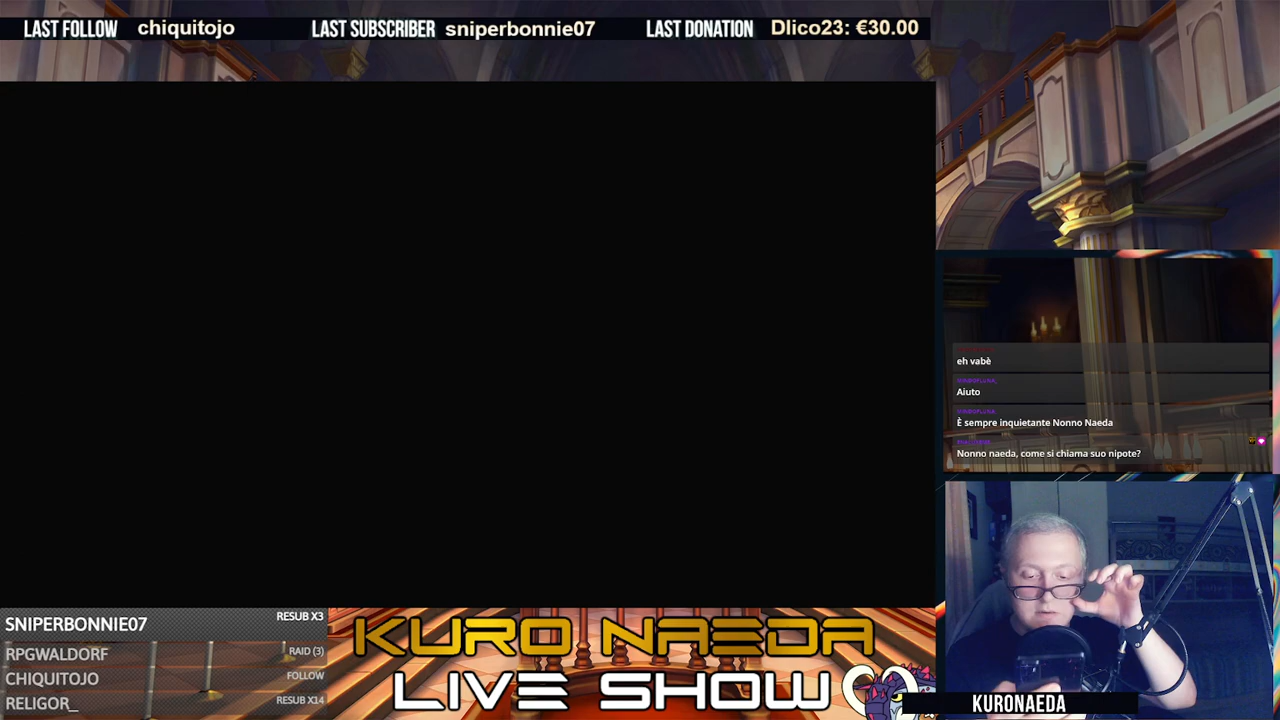 LAST FOLLOW chiquitojo LAST SUBSCRIBER sniperbonnie07 LAST DONATION Dlico23: €30.00
eh vabè
Aiuto
È sempre inquietante Nonno Naeda
Nonno naeda, come si chiama suo nipote?
SNIPERBONNIE07 RESUB X3
RPGWALDORF RAID (3)
CHIQUITOJO FOLLOW
RELIGOR_ RESUB X14
KURO NAEDA
LIVE SHOW
KURONAEDA